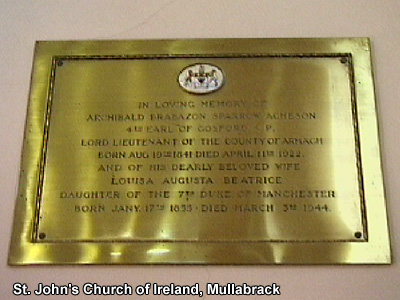 IN LOVING MEMORY OF
ARCHIBALD BRABAZON SPARROW ACHESON
4TH EARL OF GOSFORD K.P.
LORD LIEUTENANT OF THE COUNTY OF ARMAGH
BORN AUG 19TH 1841 DIED APRIL 11TH 1922.
AND OF HIS DEARLY BELOVED WIFE
LOUISA AUGUSTA BEATRICE
DAUGHTER OF THE 7TH DUKE OF MANCHESTER
BORN JANY. 17TH 1855 · DIED MARCH 3RD 1944.
St. John's Church of Ireland, Mullabrack